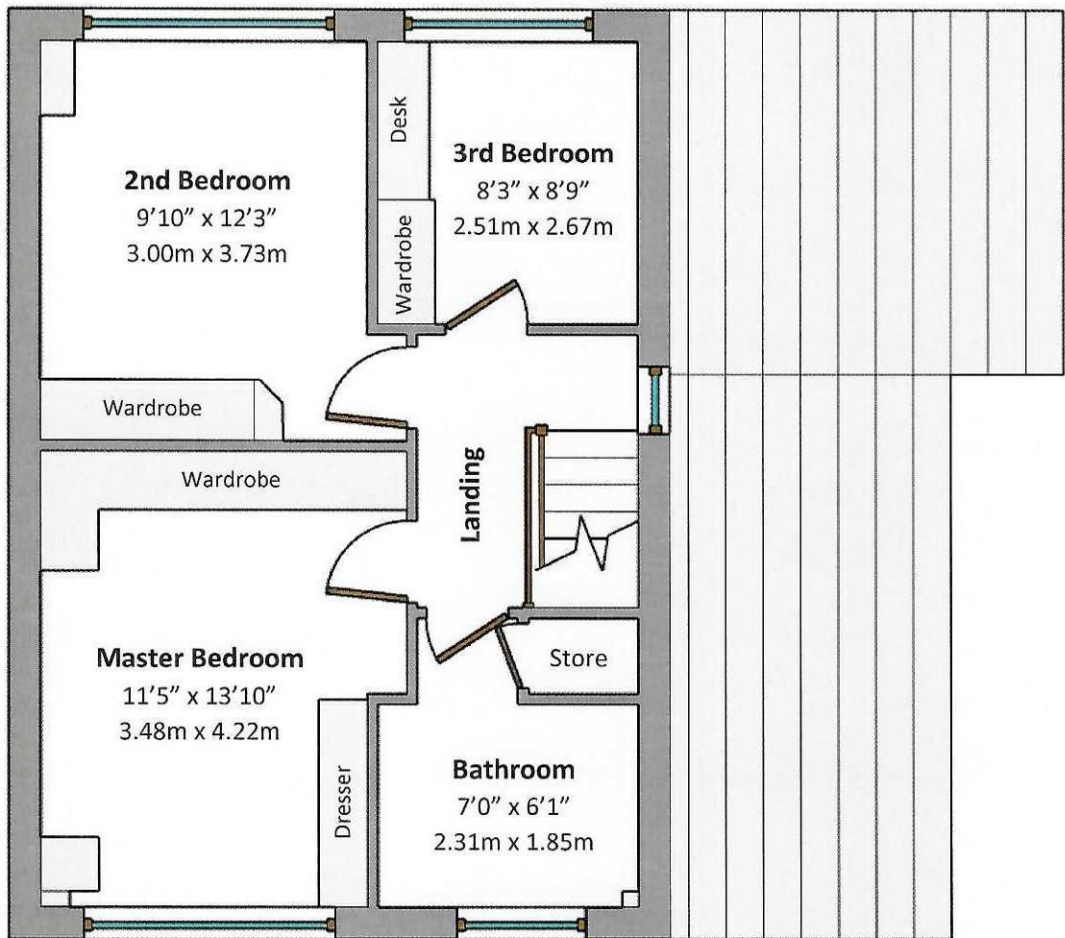 2nd Bedroom
9’10” x 12’3”
3.00m x 3.73m
Wardrobe
Desk
Wardrobe
3rd Bedroom
8’3” x 8’9”
2.51m x 2.67m
Wardrobe
Landing
Master Bedroom
11’5” x 13’10”
3.48m x 4.22m
Dresser
Store
Bathroom
7’0” x 6’1”
2.31m x 1.85m